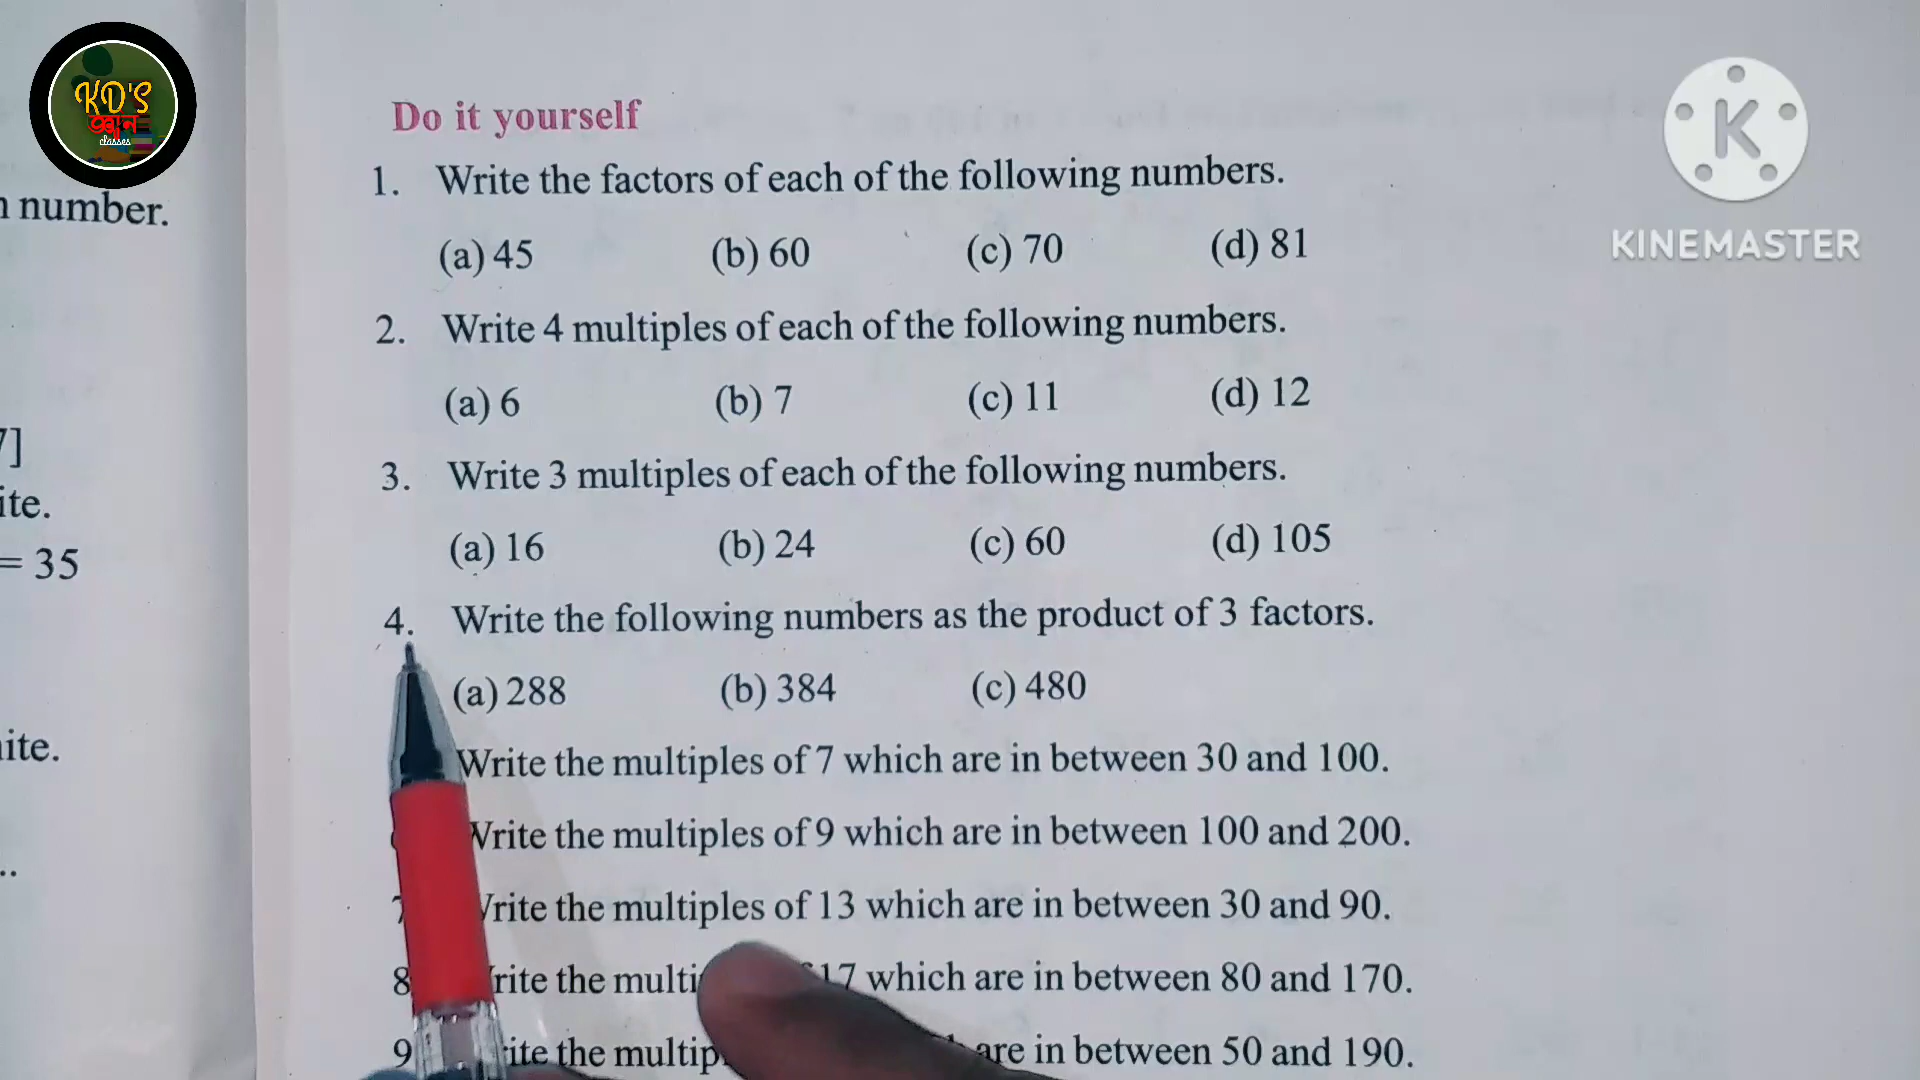 KD'S
জ্ঞান
classes
KINEMASTER
number.
ite.
= 35
ite.
..
Do it yourself
1. Write the factors of each of the following numbers.
(a) 45 (b) 60 (c) 70 (d) 81
2. Write 4 multiples of each of the following numbers.
(a) 6 (b) 7 (c) 11 (d) 12
3. Write 3 multiples of each of the following numbers.
(a) 16 (b) 24 (c) 60 (d) 105
4. Write the following numbers as the product of 3 factors.
(a) 288 (b) 384 (c) 480
Write the multiples of 7 which are in between 30 and 100.
Write the multiples of 9 which are in between 100 and 200.
7 Write the multiples of 13 which are in between 30 and 90.
8 rite the multi 17 which are in between 80 and 170.
9 ite the multip are in between 50 and 190.